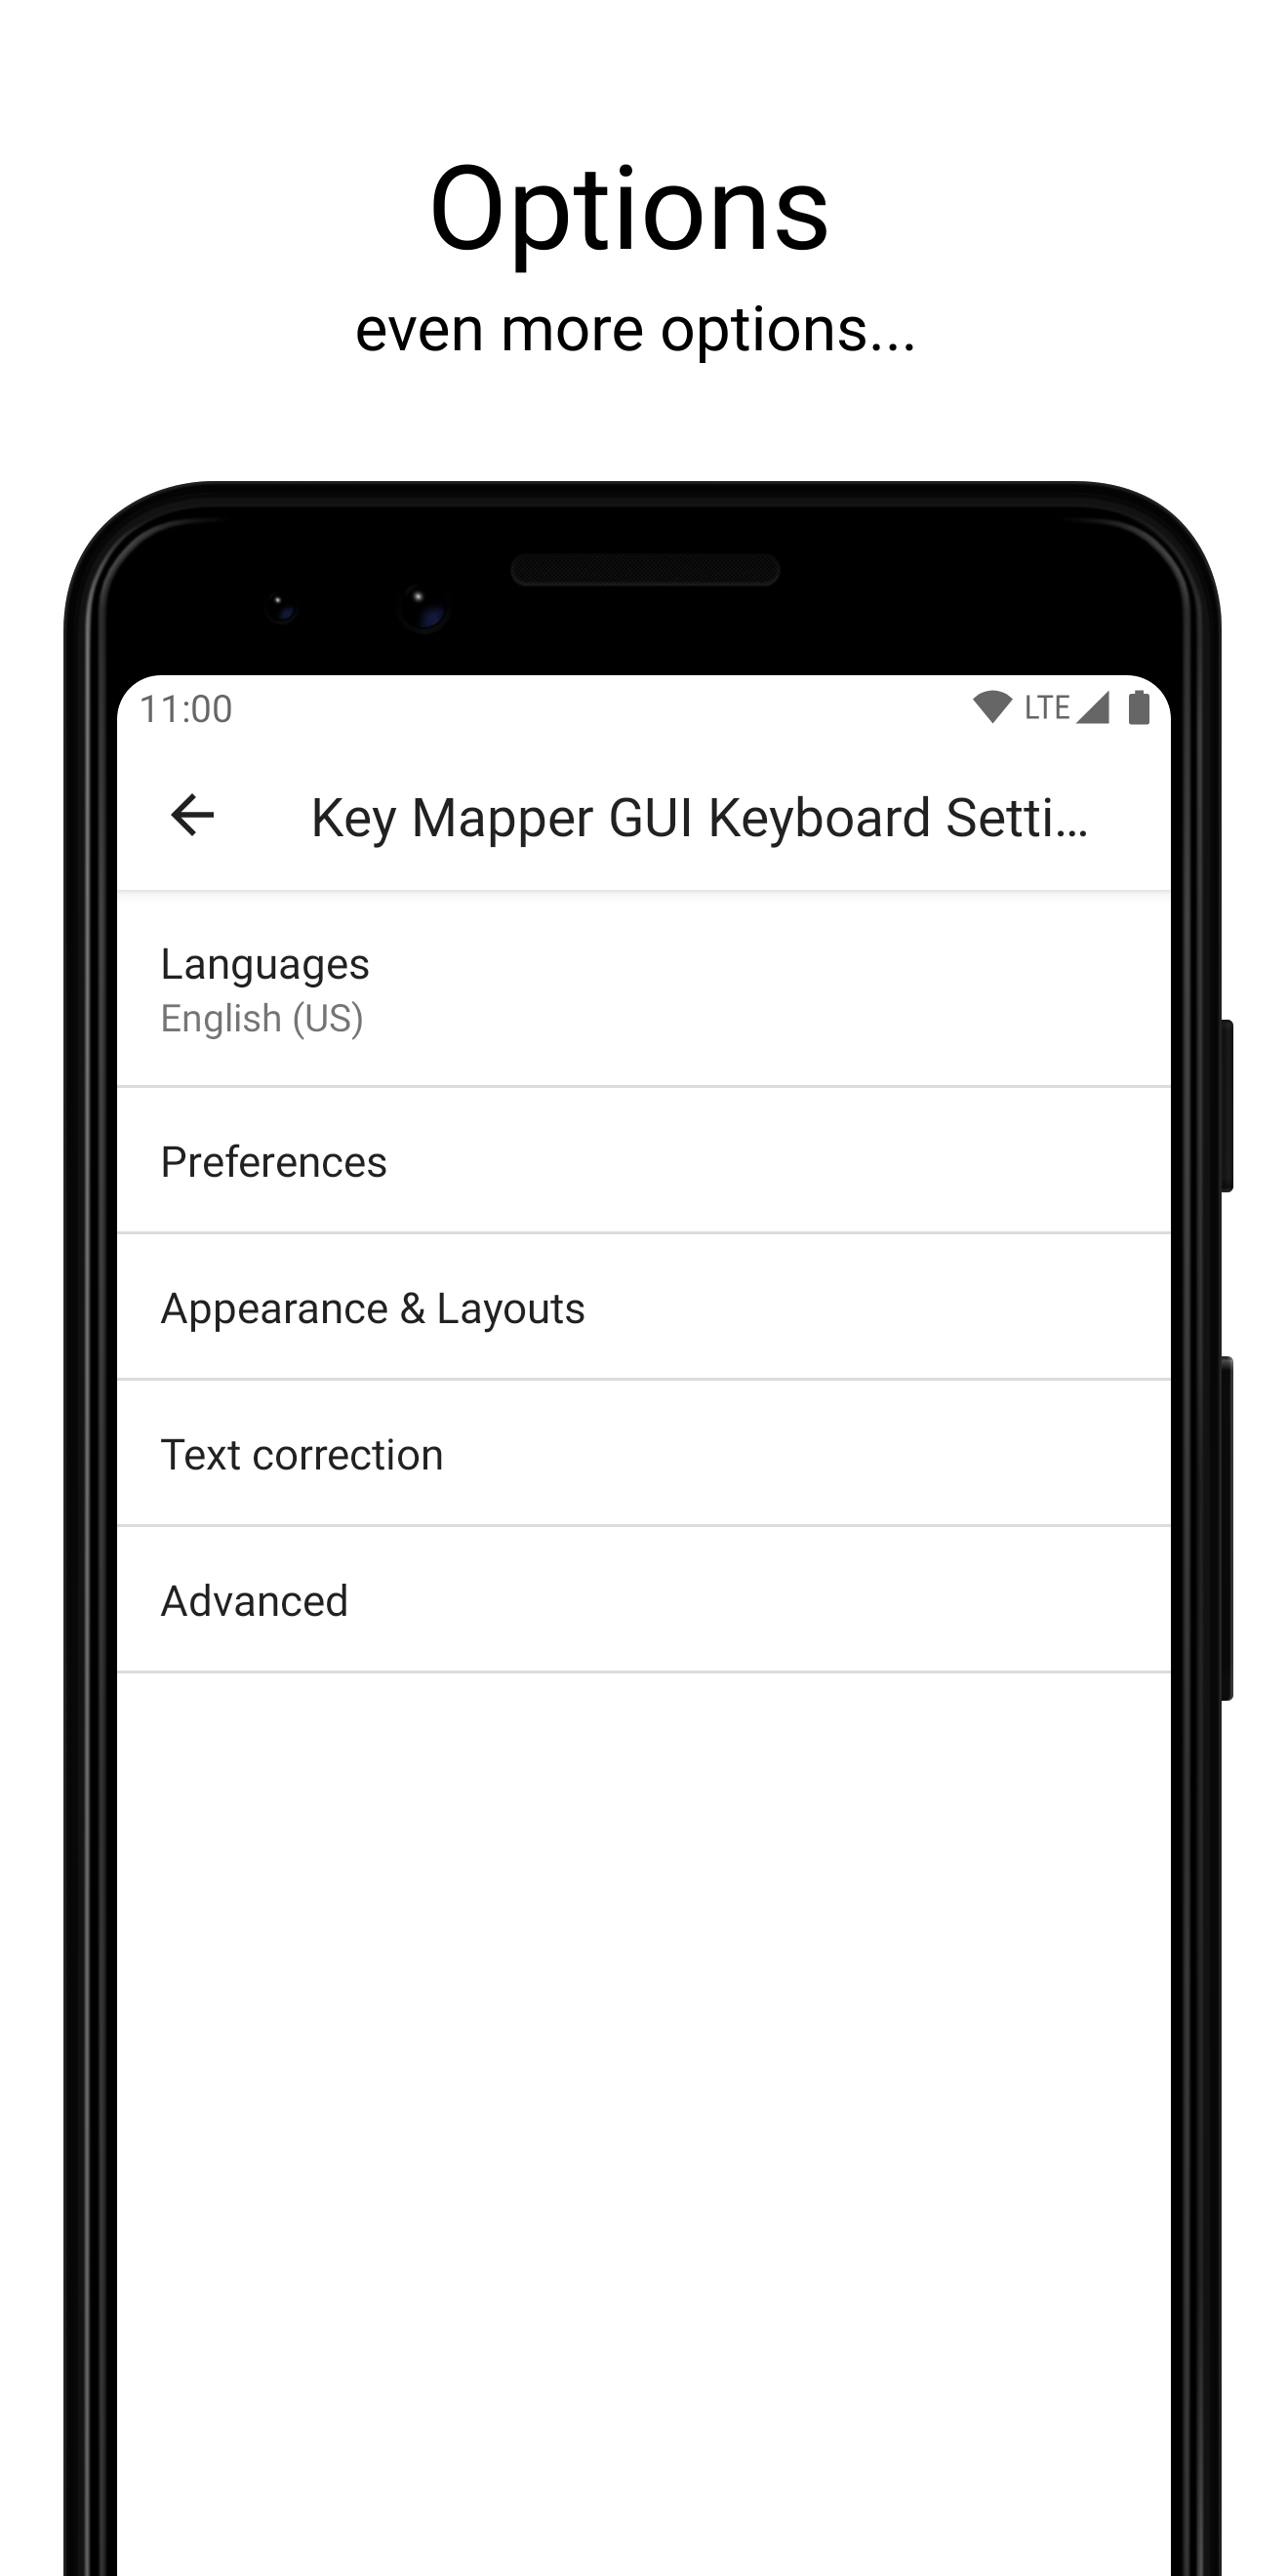 Options
even more options...
11:00
LTE
Key Mapper GUI Keyboard Setti...
Languages
English (US)
Preferences
Appearance & Layouts
Text correction
Advanced